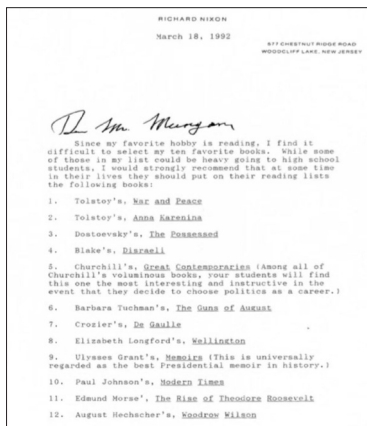 RICHARD NIXON
March 18, 1992
577 CHESTNUT RIDGE ROAD
WOODCLIFF LAKE, NEW JERSEY
Dear Mr. Mungan
Since my favorite hobby is reading, I find it
difficult to select my ten favorite books. While some
of those in my list could be heavy going to high school
students, I would strongly recommend that at some time
in their lives they should put on their reading lists
the following books:
1. Tolstoy's, War and Peace
2. Tolstoy's, Anna Karenina
3. Dostoevsky's, The Possessed
4. Blake's, Disraeli
5. Churchill's, Great Contemporaries (Among all of
Churchill's voluminous books, your students will find
this one the most interesting and instructive in the
event that they decide to choose politics as a career.)
6. Barbara Tuchman's, The Guns of August
7. Crozier's, De Gaulle
8. Elizabeth Longford's, Wellington
9. Ulysses Grant's, Memoirs (This is universally
regarded as the best Presidential memoir in history.)
10. Paul Johnson's, Modern Times
11. Edmund Morse', The Rise of Theodore Roosevelt
12. August Hechscher's, Woodrow Wilson